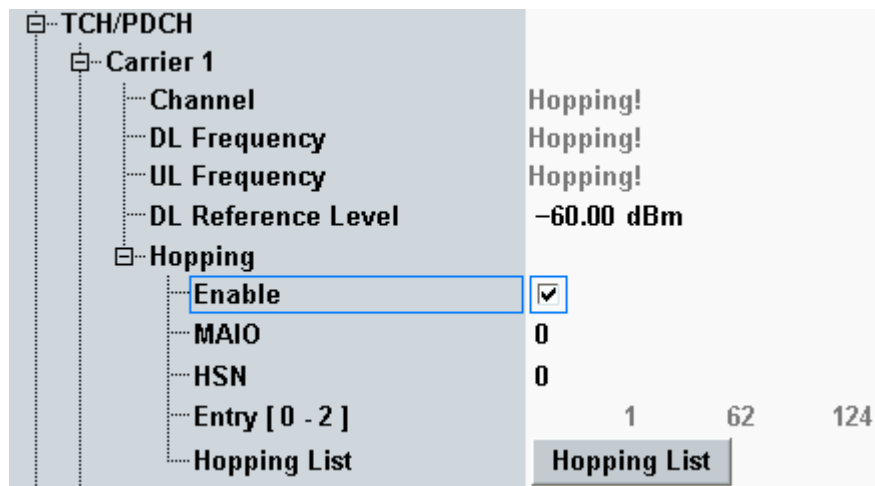 TCH/PDCH
Carrier 1
Channel Hopping!
DL Frequency Hopping!
UL Frequency Hopping!
DL Reference Level −60.00 dBm
Hopping
Enable
MAIO 0
HSN 0
Entry [ 0 - 2 ] 1 62 124
Hopping List Hopping List